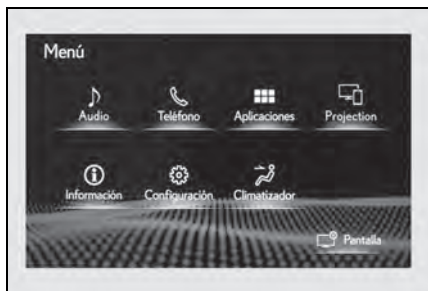 Menú
Audio Teléfono Aplicaciones Projection
Información Configuración Climatizador
Pantalla